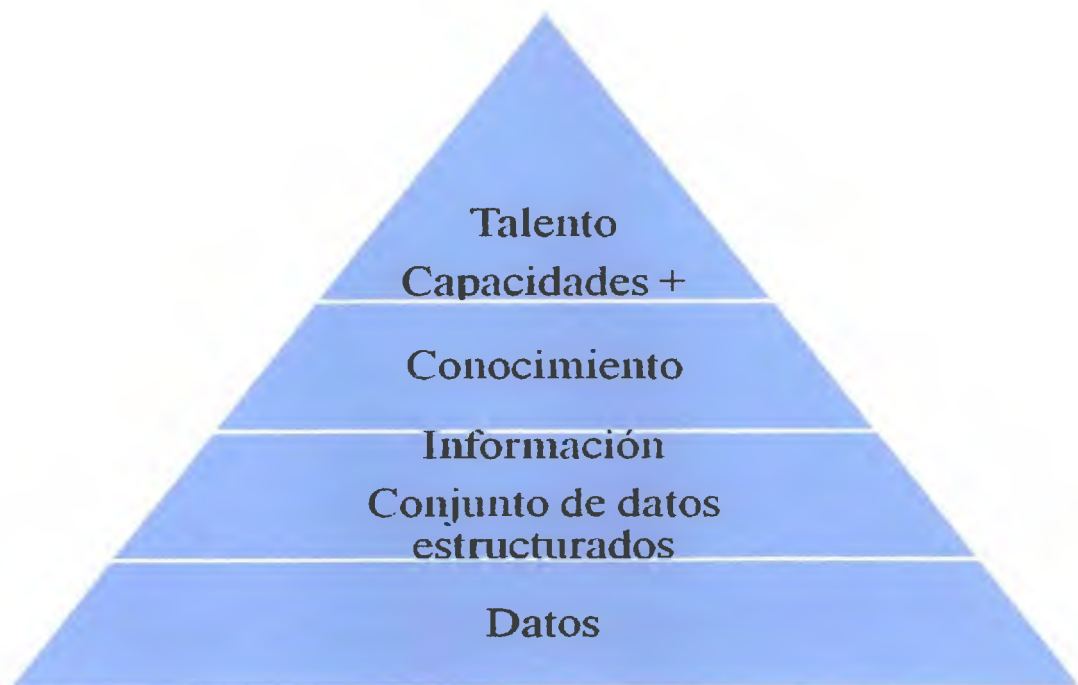 Talento
Capacidades +
Conocimiento
Información
Conjunto de datos
estructurados
Datos